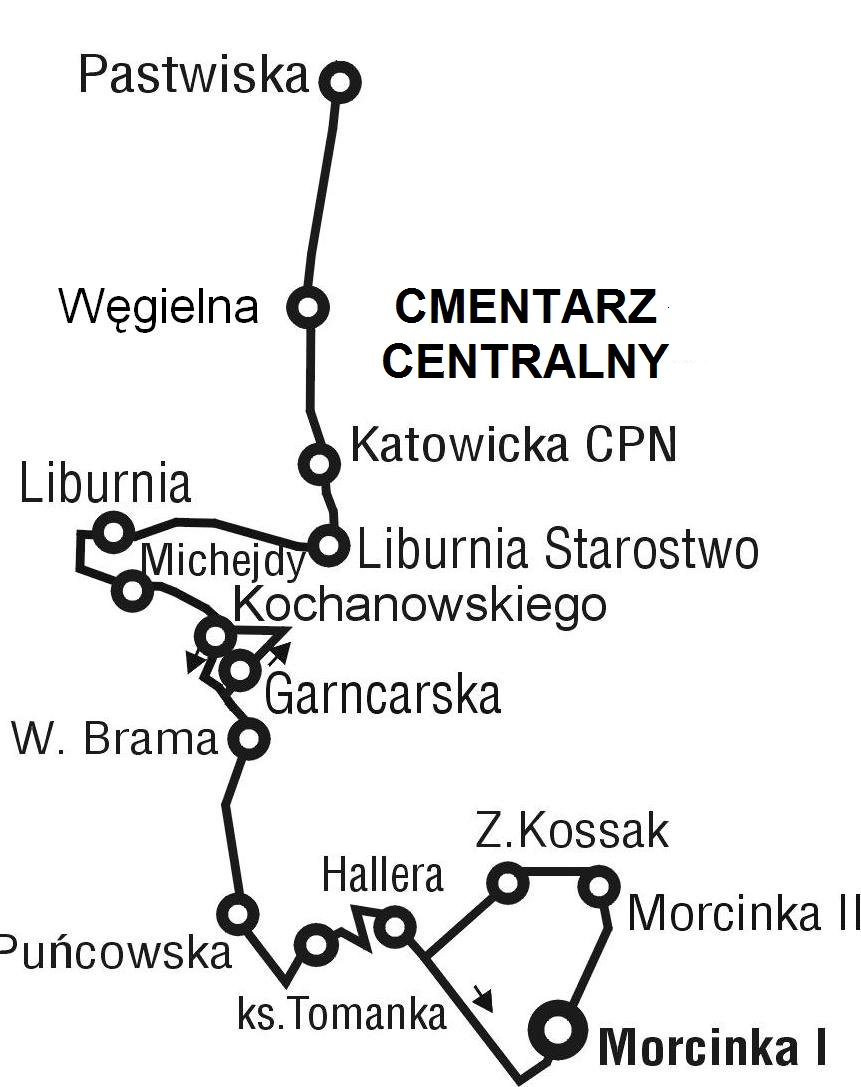 Pastwiska
Węgielna
CMENTARZ
CENTRALNY
Katowicka CPN
Liburnia
Liburnia Starostwo
Michejdy
Kochanowskiego
Garncarska
W. Brama
Z.Kossak
Hallera
Morcinka II
Puńcowska
ks.Tomanka
Morcinka I